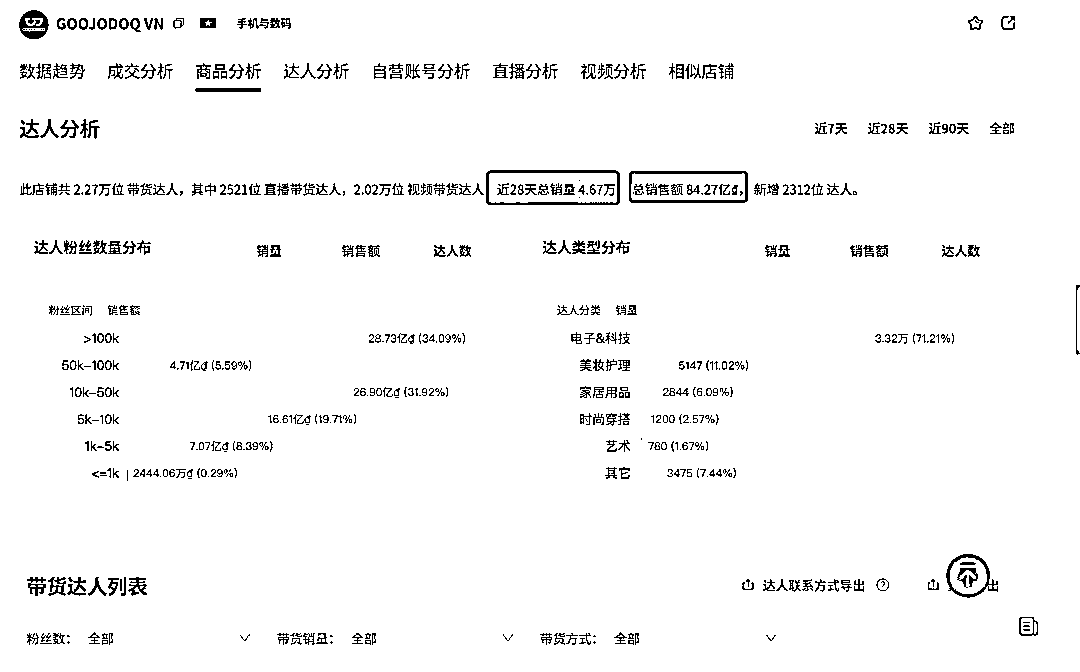 GOOJODOQ VN 手机与数码
数据趋势 成交分析 商品分析 达人分析 自营账号分析 直播分析 视频分析 相似店铺
达人分析 近7天 近28天 近90天 全部
此店铺共 2.27万位 带货达人，其中 2521位 直播带货达人，2.02万位 视频带货达人 近28天总销量 4.67万 总销售额 84.27亿₫， 新增 2312位 达人。
达人粉丝数量分布 销量 销售额 达人数
粉丝区间 销售额
>100k 28.73亿₫ (34.09%)
50k–100k 4.71亿₫ (5.59%)
10k–50k 26.90亿₫ (31.92%)
5k–10k 16.61亿₫ (19.71%)
1k–5k 7.07亿₫ (8.39%)
<=1k 2444.06万₫ (0.29%)
达人类型分布 销量 销售额 达人数
达人分类 销量
电子&科技 3.32万 (71.21%)
美妆护理 5147 (11.02%)
家居用品 2844 (6.09%)
时尚穿搭 1200 (2.57%)
艺术 780 (1.67%)
其它 3475 (7.44%)
带货达人列表 达人联系方式导出 出
粉丝数： 全部 带货销量： 全部 带货方式： 全部